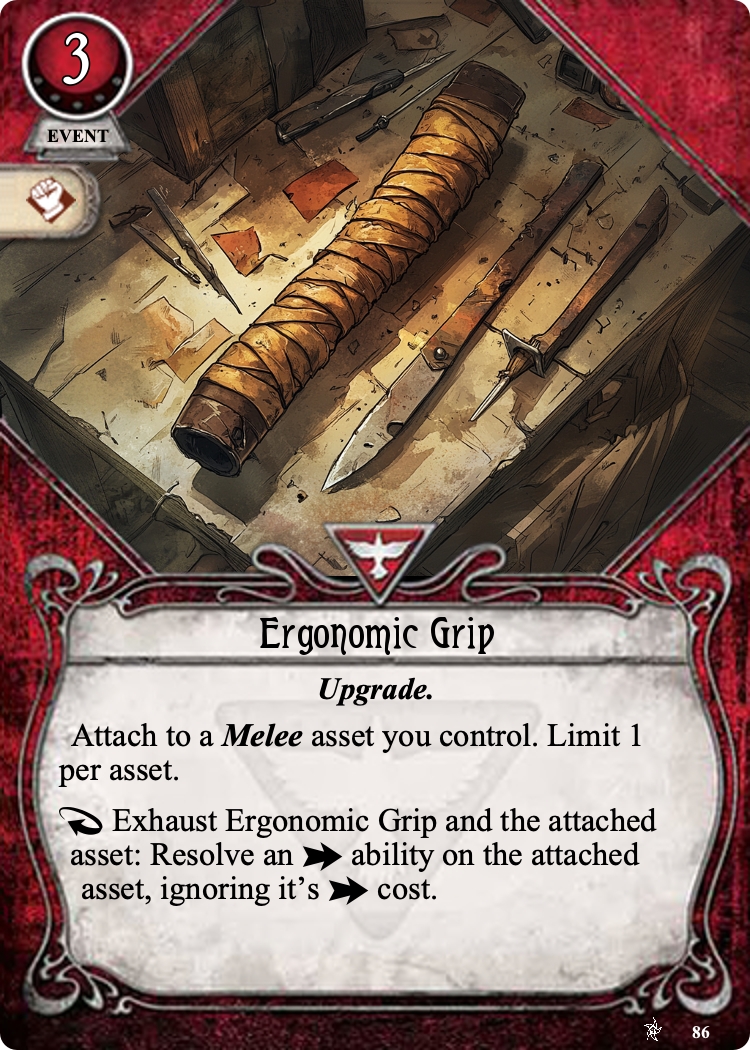 3
EVENT
Ergonomic Grip
Upgrade.
Attach to a Melee asset you control. Limit 1
per asset.
Exhaust Ergonomic Grip and the attached
asset: Resolve an ability on the attached
asset, ignoring it's cost.
86